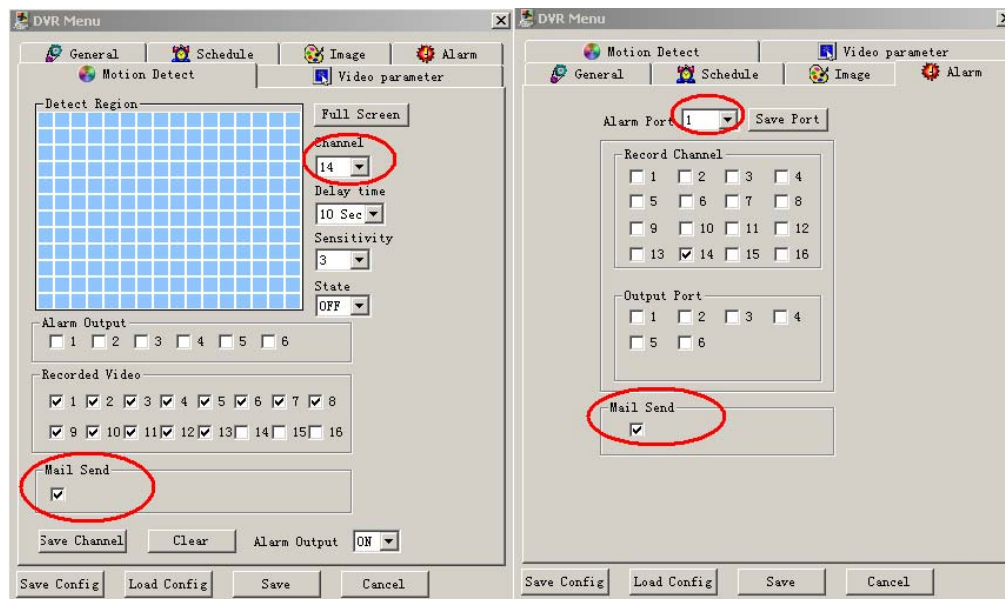 DVR Menu
General Schedule Image Alarm
Motion Detect Video parameter
Detect Region
Full Screen
Channel
14
Delay time
10 Sec
Sensitivity
3
State
OFF
Alarm Output
1 2 3 4 5 6
Recorded Video
1 2 3 4 5 6 7 8
9 10 11 12 13 14 15 16
Mail Send
Save Channel Clear Alarm Output ON
Save Config Load Config Save Cancel
DVR Menu
Motion Detect Video parameter
General Schedule Image Alarm
Alarm Port 1 Save Port
Record Channel
1 2 3 4
5 6 7 8
9 10 11 12
13 14 15 16
Output Port
1 2 3 4
5 6
Mail Send
Save Config Load Config Save Cancel